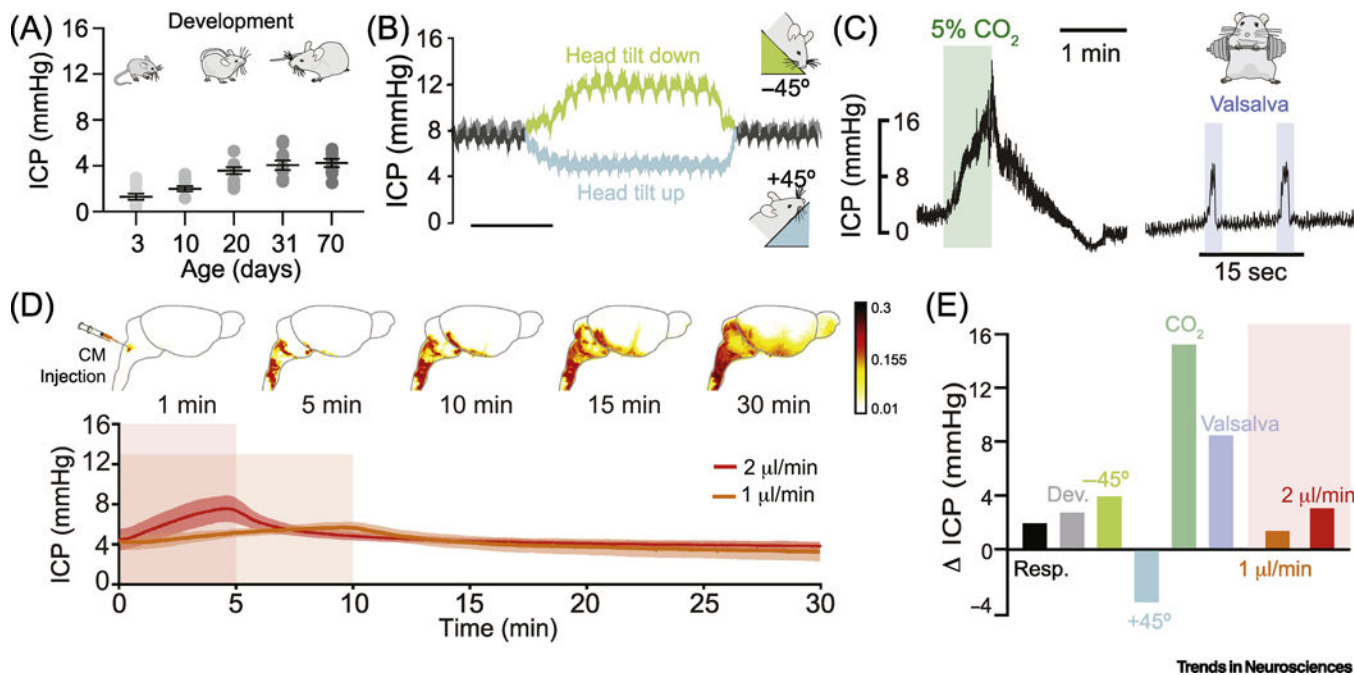 (A)
Development
ICP (mmHg)
16
12
8
4
0
3 10 20 31 70
Age (days)
(B)
ICP (mmHg)
16
12
8
4
0
Head tilt down
Head tilt up
–45º
+45º
(C)
5% CO2
1 min
ICP (mmHg)
16
8
0
Valsalva
15 sec
(D)
CM
Injection
1 min
5 min
10 min
15 min
30 min
0.3
0.155
0.01
ICP (mmHg)
16
12
8
4
0
2 µl/min
1 µl/min
0 5 10 15 20 25 30
Time (min)
(E)
Δ ICP (mmHg)
16
12
8
4
0
–4
Resp.
Dev.
–45º
+45º
CO2
Valsalva
1 µl/min
2 µl/min
Trends in Neurosciences